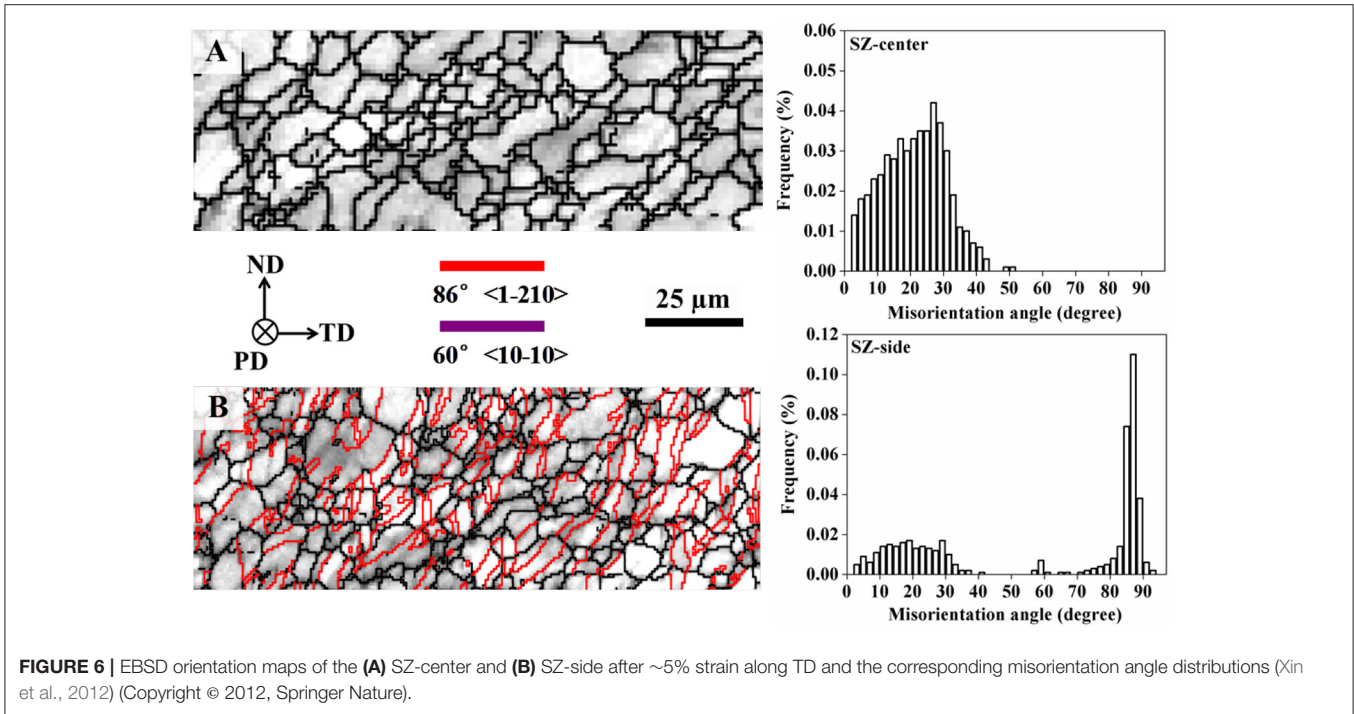 A
ND
TD
PD
86° <1-210>
60° <10-10>
25 μm
B
SZ-center
Frequency (%)
0.06
0.05
0.04
0.03
0.02
0.01
0.00
0 10 20 30 40 50 60 70 80 90
Misorientation angle (degree)
SZ-side
Frequency (%)
0.12
0.10
0.08
0.06
0.04
0.02
0.00
0 10 20 30 40 50 60 70 80 90
Misorientation angle (degree)
FIGURE 6 | EBSD orientation maps of the (A) SZ-center and (B) SZ-side after ~5% strain along TD and the corresponding misorientation angle distributions (Xin
et al., 2012) (Copyright © 2012, Springer Nature).